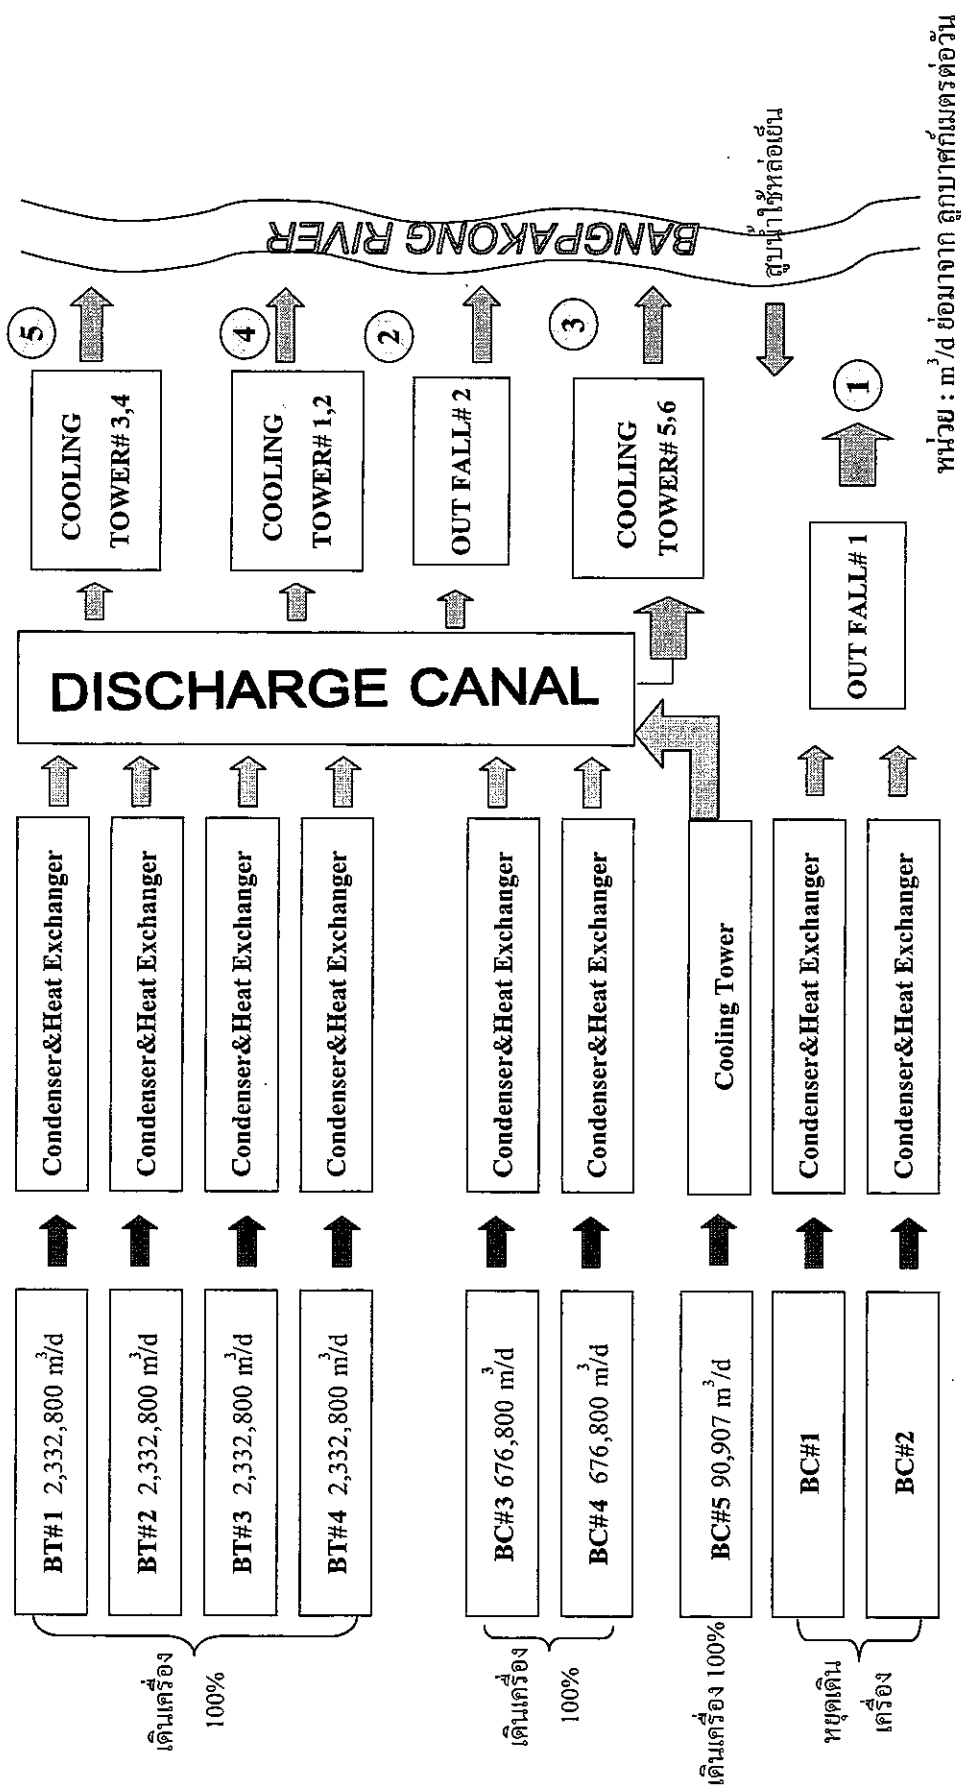 เดินเครื่อง
100%
BT#1 2,332,800 m³/d
Condenser&Heat Exchanger
BT#2 2,332,800 m³/d
Condenser&Heat Exchanger
BT#3 2,332,800 m³/d
Condenser&Heat Exchanger
BT#4 2,332,800 m³/d
Condenser&Heat Exchanger
เดินเครื่อง
100%
BC#3 676,800 m³/d
Condenser&Heat Exchanger
BC#4 676,800 m³/d
Condenser&Heat Exchanger
เดินเครื่อง 100%
BC#5 90,907 m³/d
Cooling Tower
หยุดเดิน
เครื่อง
BC#1
Condenser&Heat Exchanger
BC#2
Condenser&Heat Exchanger
DISCHARGE CANAL
COOLING
TOWER# 3,4
5
COOLING
TOWER# 1,2
4
OUT FALL# 2
2
COOLING
TOWER# 5,6
3
OUT FALL# 1
1
BANGPAKONG RIVER
สูบน้ำใช้หล่อเย็น
หน่วย : m³/d ย่อมาจาก ลูกบาศก์เมตรต่อวัน